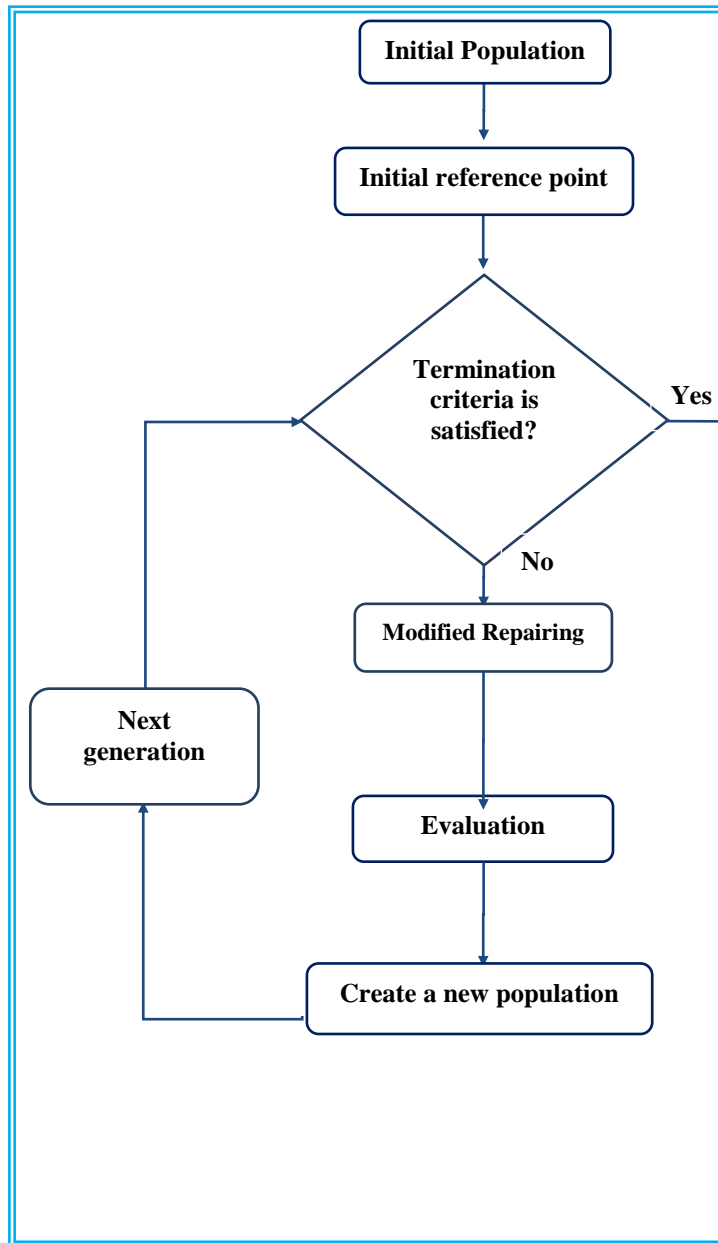 Initial Population
Initial reference point
Termination
criteria is
satisfied?
Yes
No
Modified Repairing
Next
generation
Evaluation
Create a new population